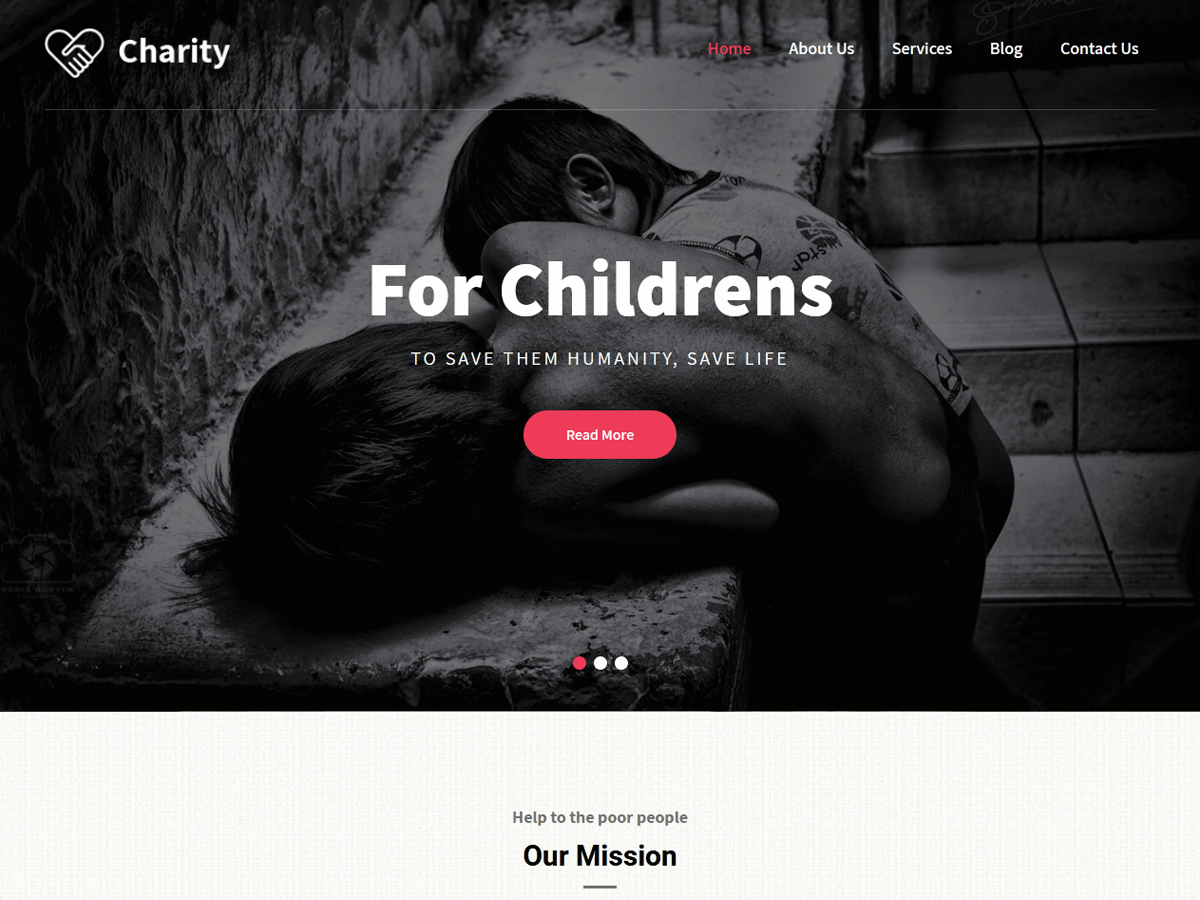 Charity
Home
About Us
Services
Blog
Contact Us
For Childrens
TO SAVE THEM HUMANITY, SAVE LIFE
Read More
Help to the poor people
Our Mission